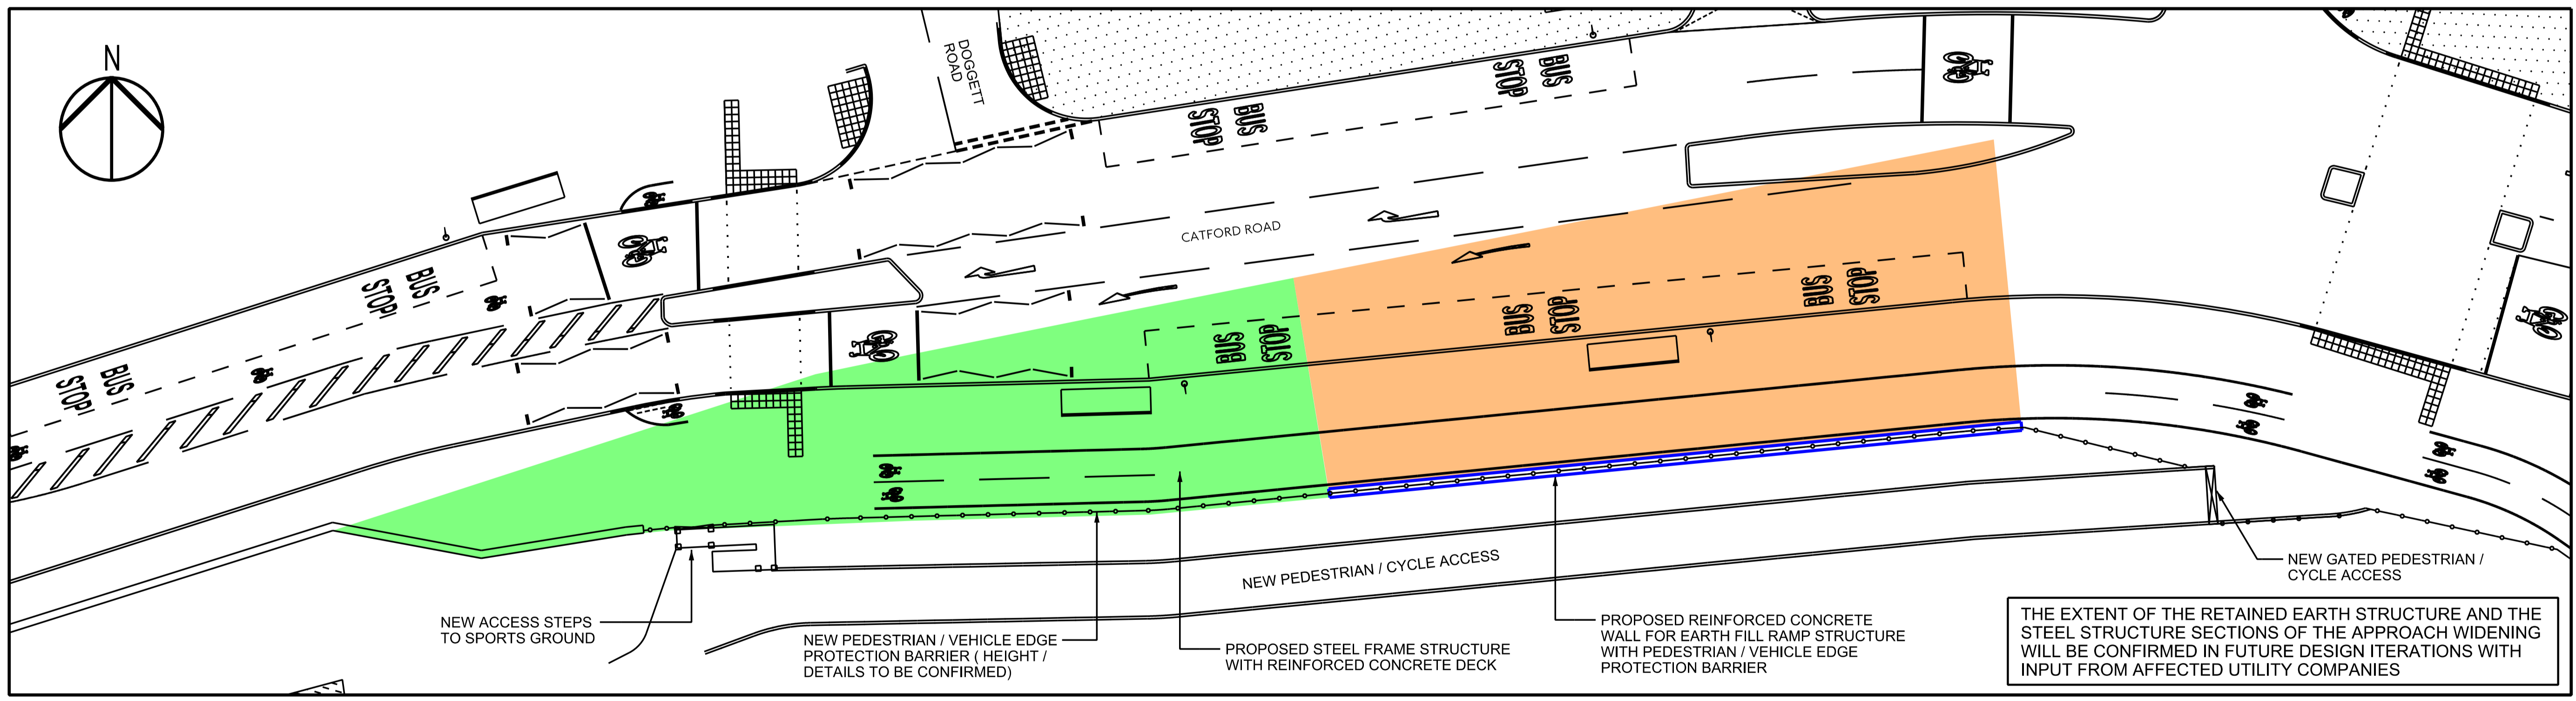 N
DOGGETT
ROAD
BUS
STOP
BUS
STOP
BUS
STOP
BUS
STOP
CATFORD ROAD
BUS
STOP
BUS
STOP
BUS
STOP
NEW PEDESTRIAN / CYCLE ACCESS
NEW ACCESS STEPS
TO SPORTS GROUND
NEW PEDESTRIAN / VEHICLE EDGE
PROTECTION BARRIER ( HEIGHT /
DETAILS TO BE CONFIRMED)
PROPOSED STEEL FRAME STRUCTURE
WITH REINFORCED CONCRETE DECK
PROPOSED REINFORCED CONCRETE
WALL FOR EARTH FILL RAMP STRUCTURE
WITH PEDESTRIAN / VEHICLE EDGE
PROTECTION BARRIER
NEW GATED PEDESTRIAN /
CYCLE ACCESS
THE EXTENT OF THE RETAINED EARTH STRUCTURE AND THE
STEEL STRUCTURE SECTIONS OF THE APPROACH WIDENING
WILL BE CONFIRMED IN FUTURE DESIGN ITERATIONS WITH
INPUT FROM AFFECTED UTILITY COMPANIES